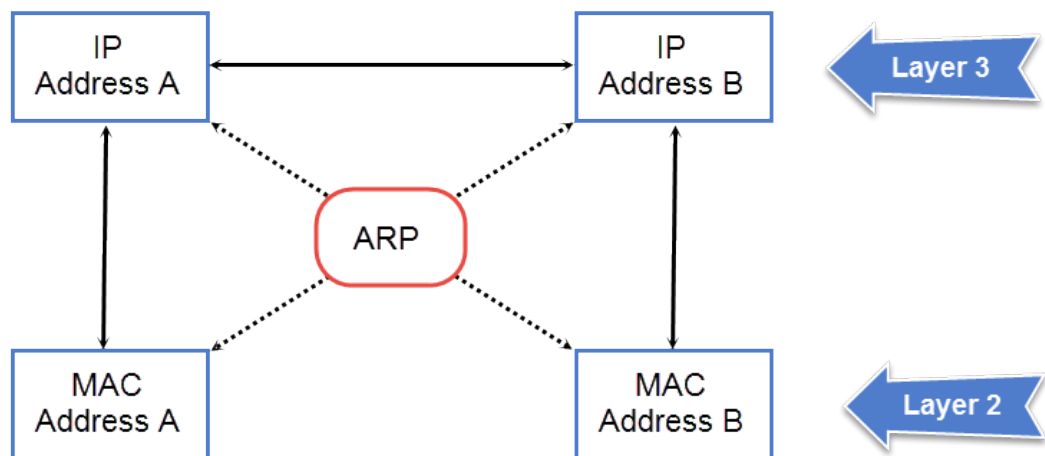 IP
Address A
IP
Address B
Layer 3
ARP
MAC
Address A
MAC
Address B
Layer 2